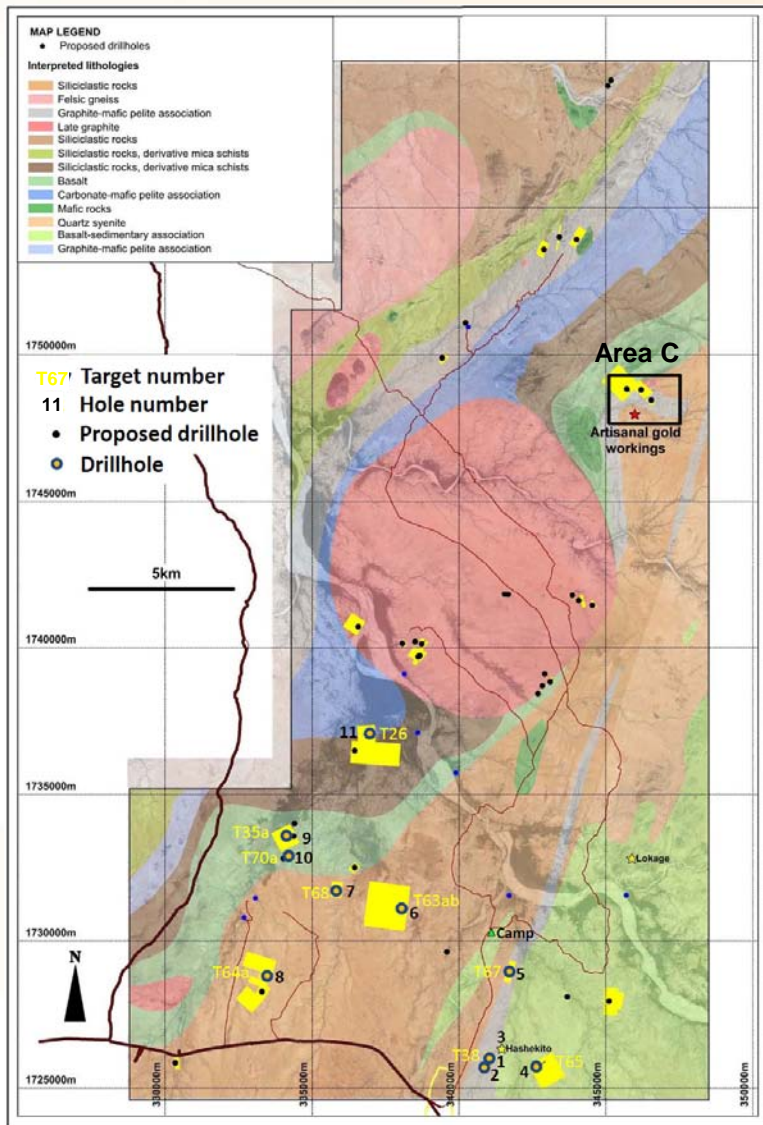 MAP LEGEND
Proposed drillholes
Interpreted lithologies
Siliciclastic rocks
Felsic gneiss
Graphite-mafic pelite association
Late graphite
Siliciclastic rocks
Siliciclastic rocks, derivative mica schists
Siliciclastic rocks, derivative mica schists
Basalt
Carbonate-mafic pelite association
Mafic rocks
Quartz syenite
Basalt-sedimentary association
Graphite-mafic pelite association
1750000m
Area C
T67 Target number
11 Hole number
Proposed drillhole
Drillhole
Artisanal gold
workings
1745000m
5km
1740000m
11 T26
1735000m
T35a 9
T70a 10
Lokage
T68 7
T63ab
6
1730000m
Camp
T64a 8
T67 5
N
3
Hashekito
T38 1
2
4 T65
1725000m
330000m
335000m
340000m
345000m
350000m